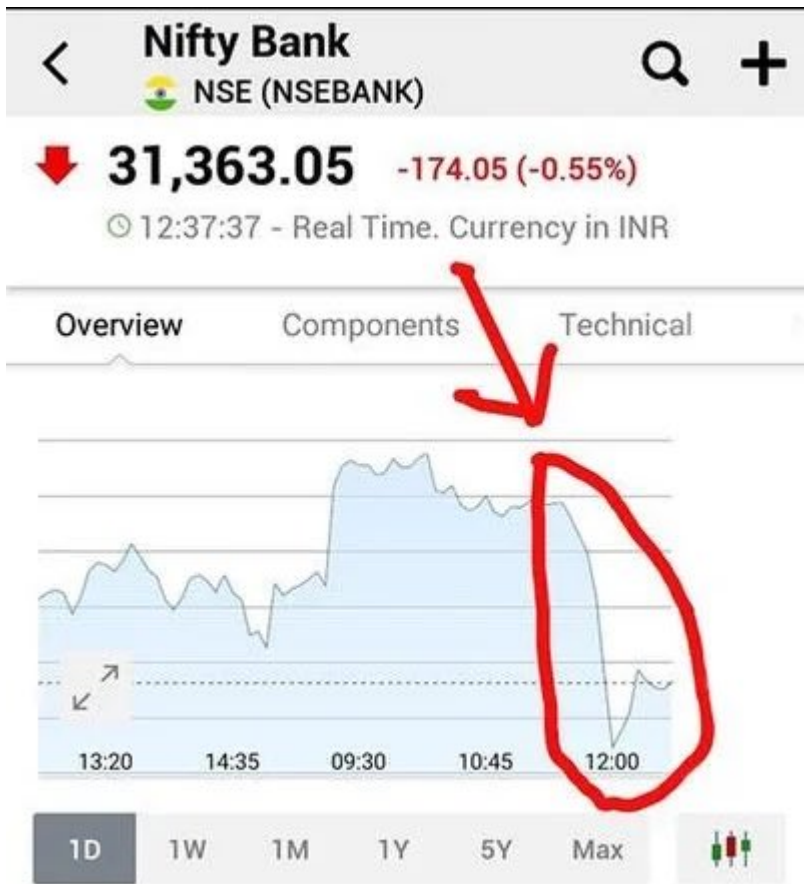 Nifty Bank
NSE (NSEBANK)
31,363.05 -174.05 (-0.55%)
12:37:37 - Real Time. Currency in INR
Overview Components Technical
13:20 14:35 09:30 10:45 12:00
1D 1W 1M 1Y 5Y Max